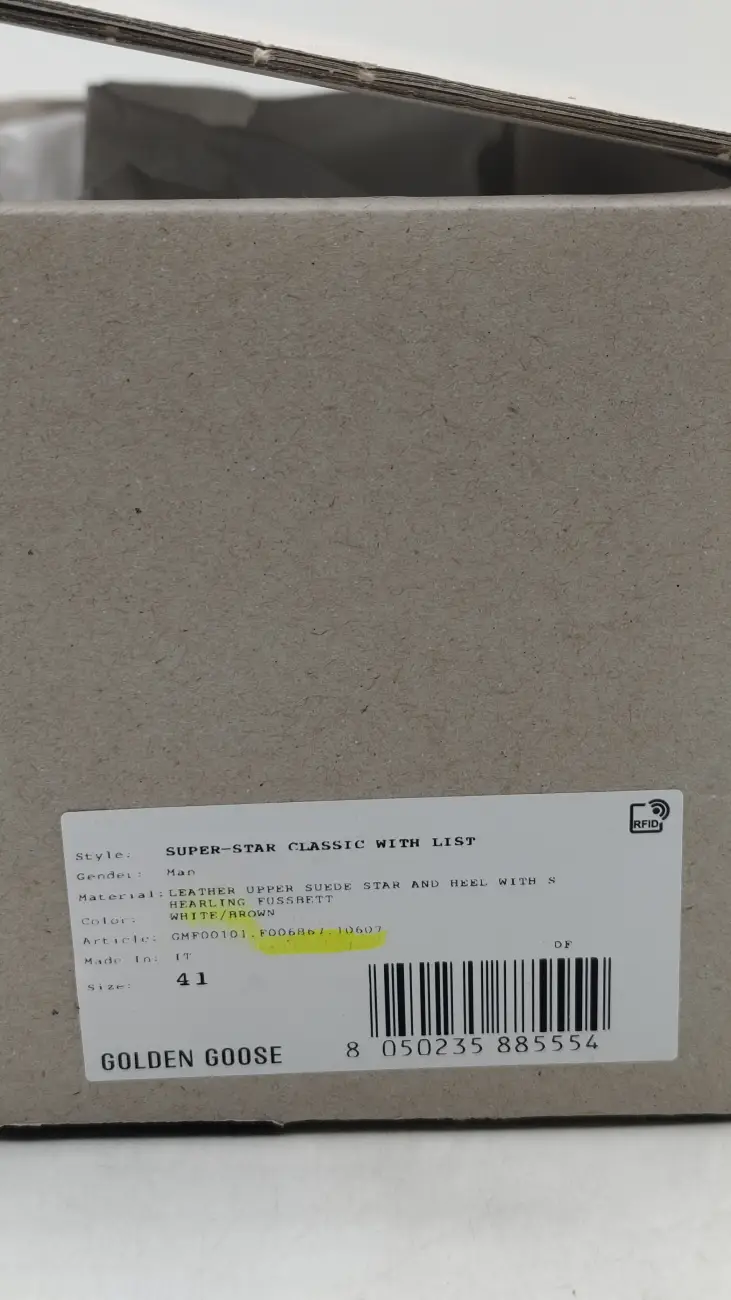 RFID
Style: SUPER-STAR CLASSIC WITH LIST
Gender: Man
Material: LEATHER UPPER SUEDE STAR AND HEEL WITH S
HEARLING FUSSBETT
Color: WHITE/BROWN
Article: GMF00101.F006867.10607
Made In: IT
DF
Size: 41
GOLDEN GOOSE
8 050235 885554